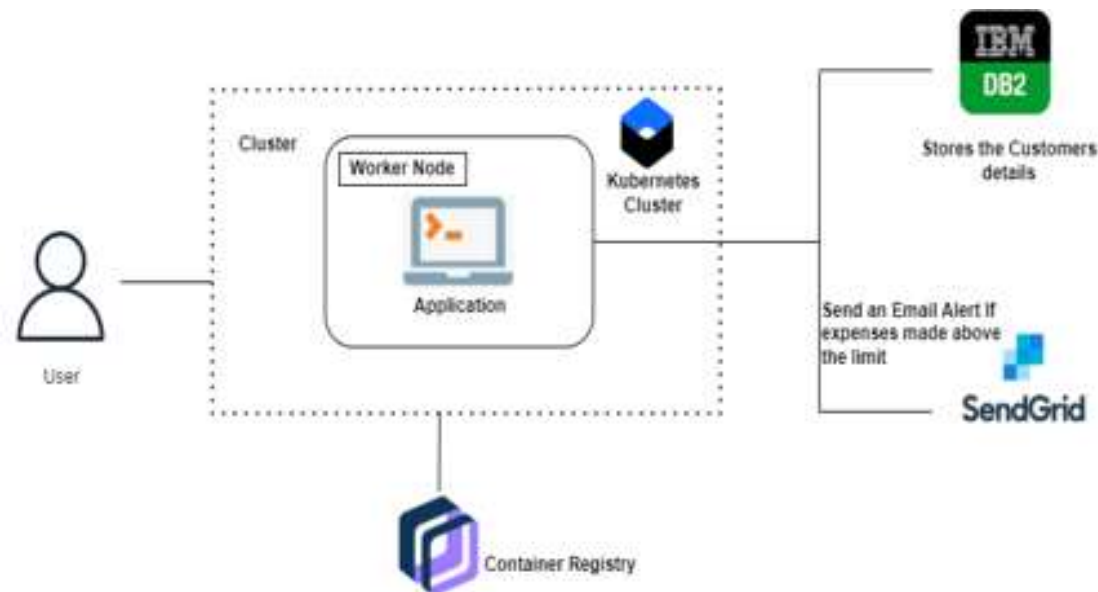 IBM
DB2
Stores the Customers
details
Cluster
Worker Node
Kubernetes
Cluster
Application
User
Send an Email Alert If
expenses made above
the limit
SendGrid
Container Registry